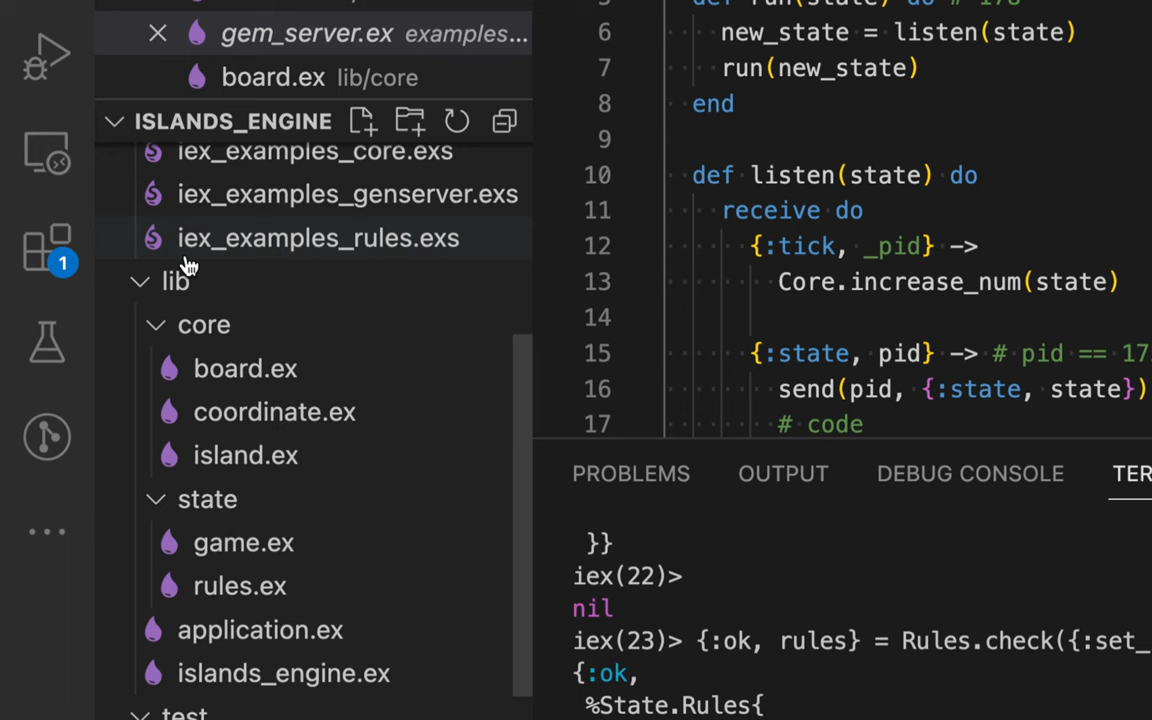 gem_server.ex examples...
board.ex lib/core
ISLANDS_ENGINE
iex_examples_core.exs
iex_examples_genserver.exs
iex_examples_rules.exs
1
lib
core
board.ex
coordinate.ex
island.ex
state
game.ex
rules.ex
application.ex
islands_engine.ex
test
6 new_state = listen(state)
7 run(new_state)
8 end
9
10 def listen(state) do
11 receive do
12 {:tick, _pid} ->
13 Core.increase_num(state)
14
15 {:state, pid} -> # pid == 17
16 send(pid, {:state, state})
17 # code
PROBLEMS OUTPUT DEBUG CONSOLE TER
}}
iex(22)>
nil
iex(23)> {:ok, rules} = Rules.check({:set_
{:ok,
%State.Rules{